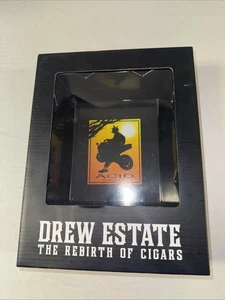 ACID
DREW ESTATE
THE REBIRTH OF CIGARS